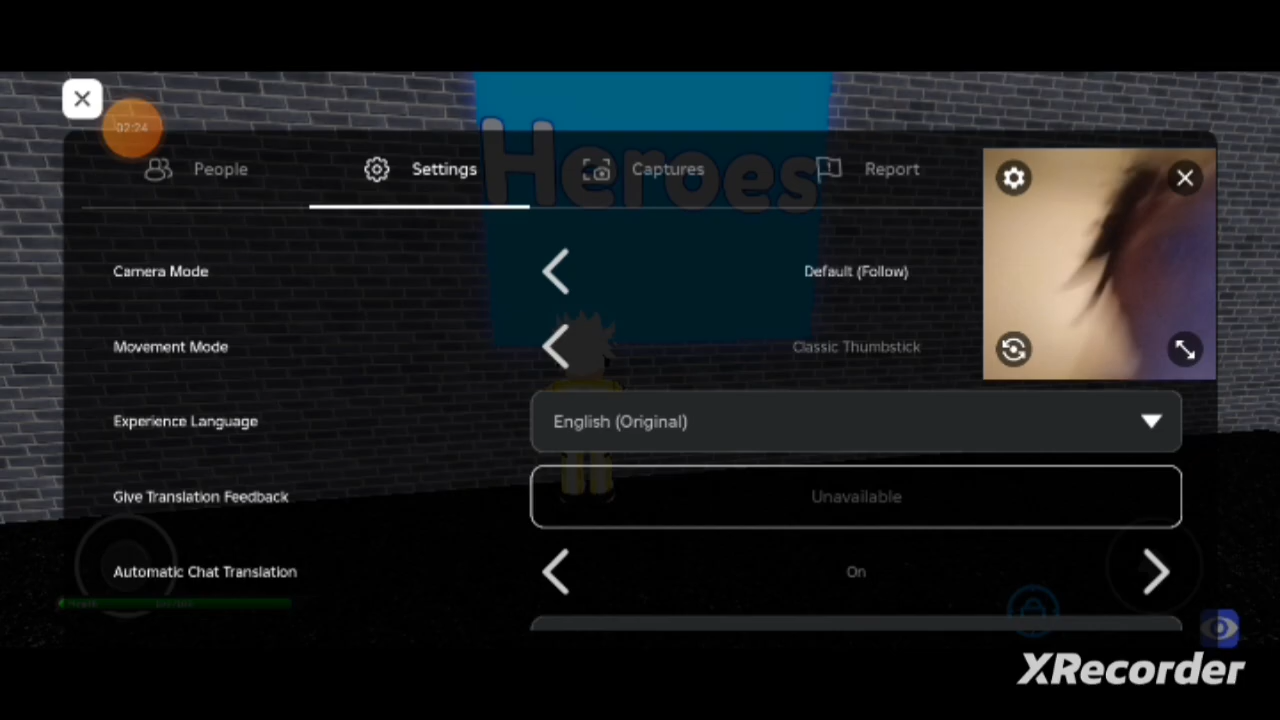 02:24
People Settings Captures Report
Heroes
Camera Mode Default (Follow)
Movement Mode Classic Thumbstick
Experience Language English (Original)
Give Translation Feedback Unavailable
Automatic Chat Translation On
XRecorder